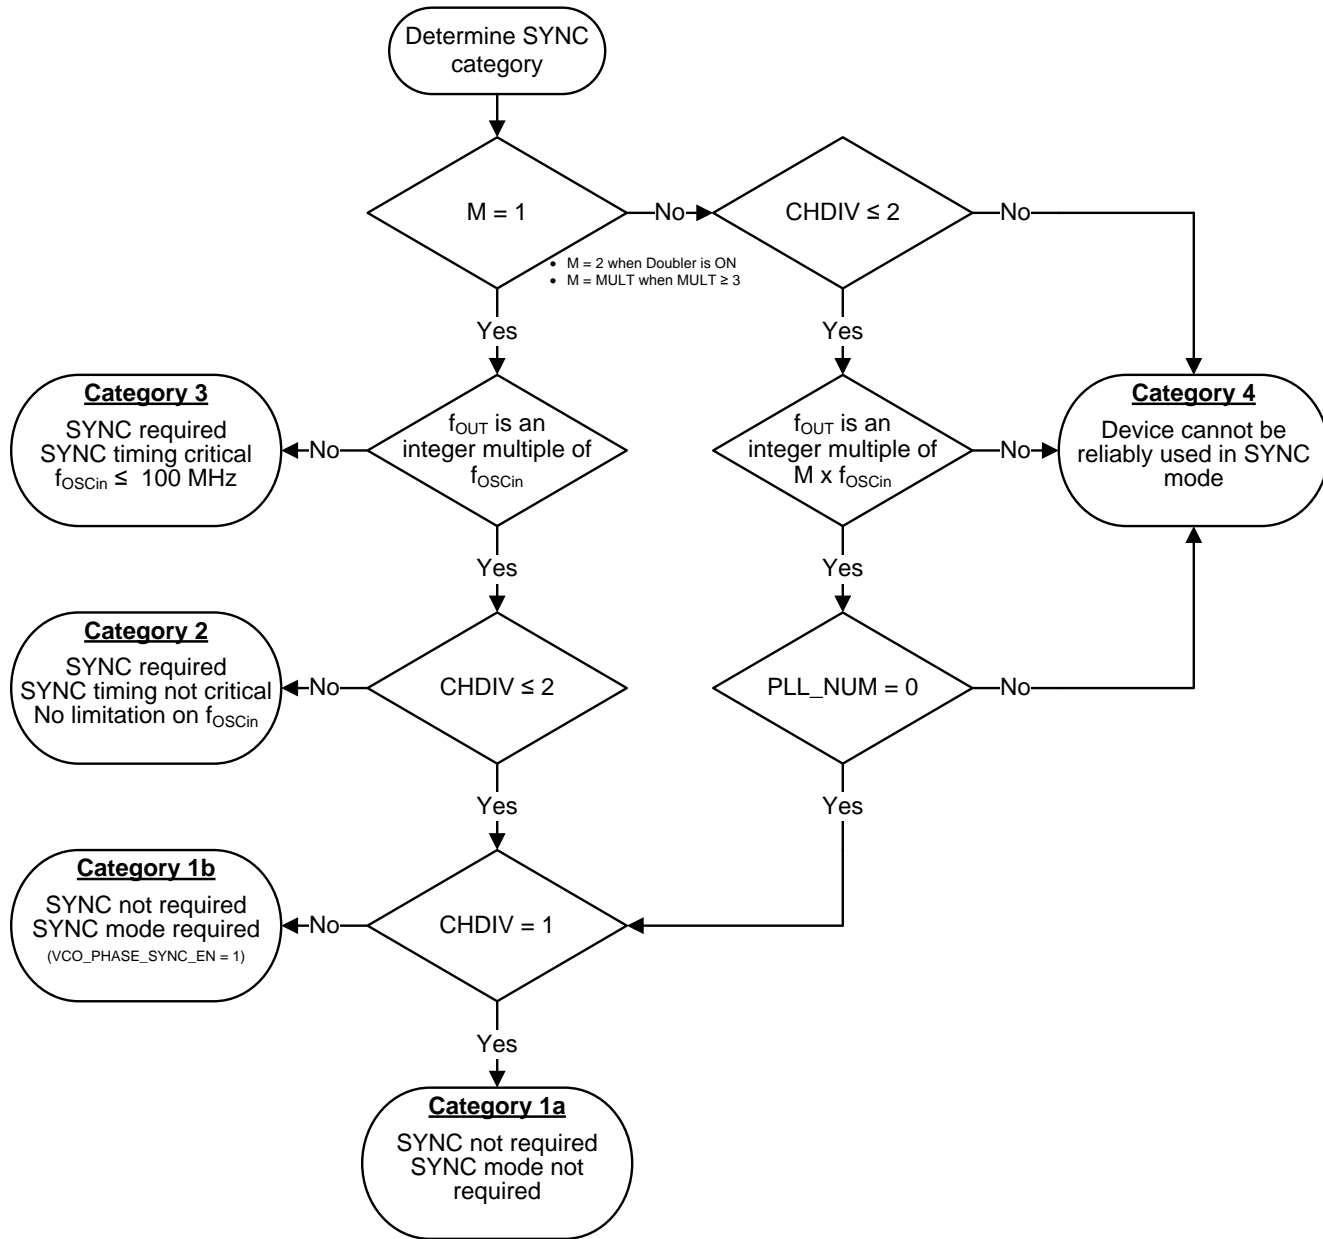 Determine SYNC
category
M = 1
No
CHDIV ≤ 2
No
• M = 2 when Doubler is ON
• M = MULT when MULT ≥ 3
Yes
Yes
Category 3
SYNC required
SYNC timing critical
fOSCin ≤ 100 MHz
No
fOUT is an
integer multiple of
fOSCin
fOUT is an
integer multiple of
M x fOSCin
No
Category 4
Device cannot be
reliably used in SYNC
mode
Yes
Yes
Category 2
SYNC required
SYNC timing not critical
No limitation on fOSCin
No
CHDIV ≤ 2
PLL_NUM = 0
No
Yes
Yes
Category 1b
SYNC not required
SYNC mode required
(VCO_PHASE_SYNC_EN = 1)
No
CHDIV = 1
Yes
Category 1a
SYNC not required
SYNC mode not
required